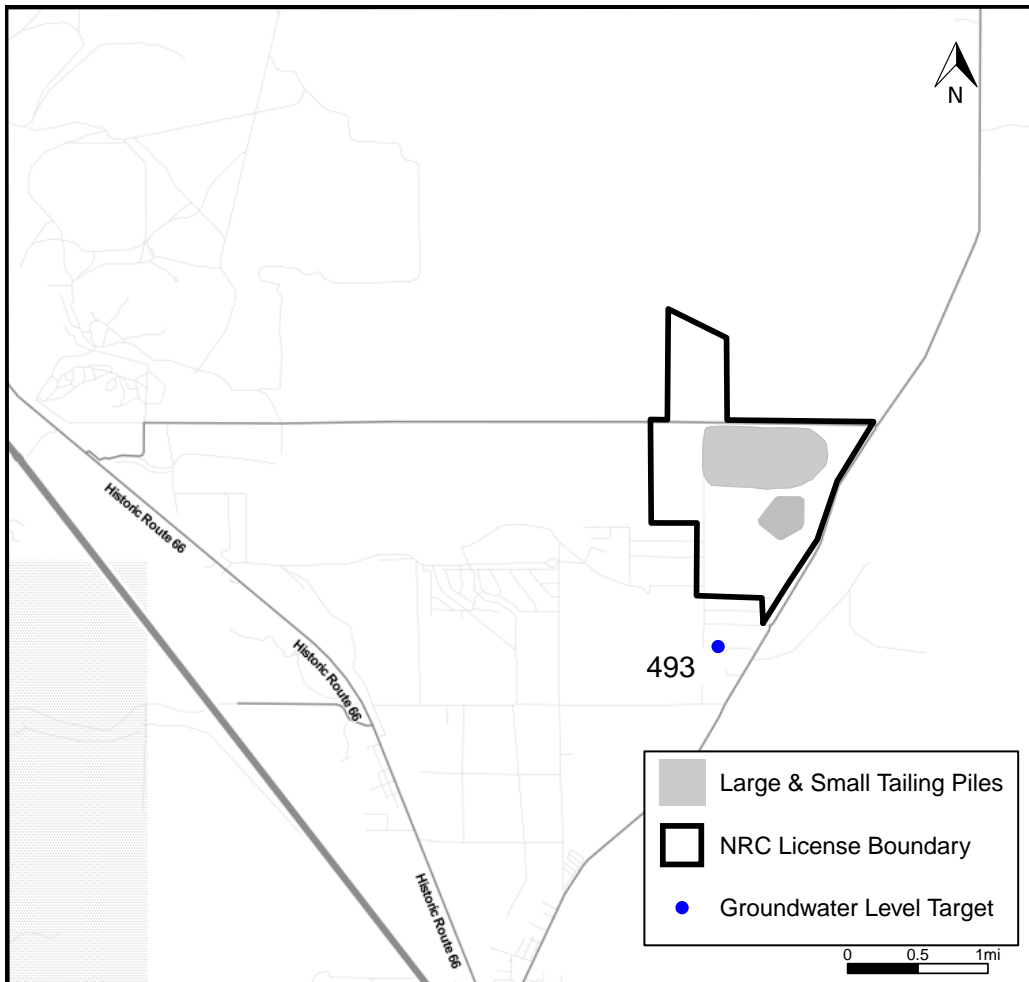 N
Historic Route 66
Historic Route 66
493
Historic Route 66
Large & Small Tailing Piles
NRC License Boundary
Groundwater Level Target
0 0.5 1mi